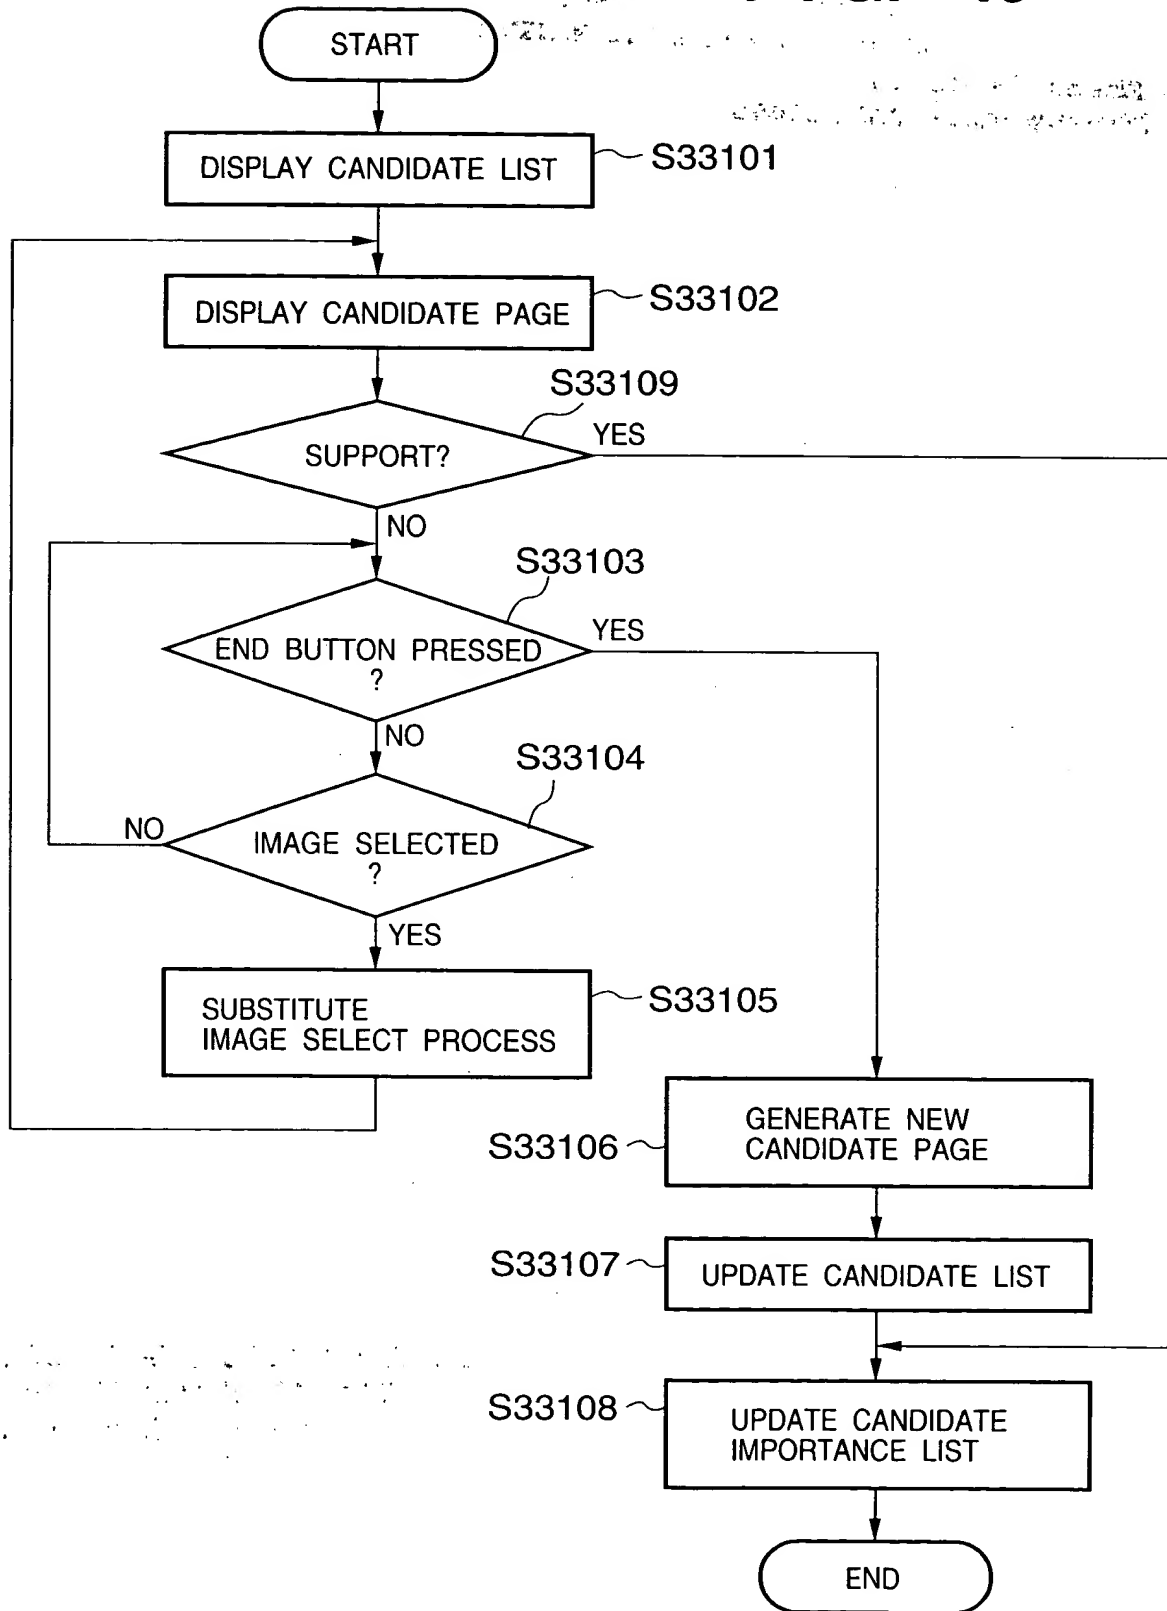 START
DISPLAY CANDIDATE LIST
S33101
DISPLAY CANDIDATE PAGE
S33102
S33109
SUPPORT?
YES
NO
S33103
END BUTTON PRESSED
?
YES
NO
S33104
IMAGE SELECTED
?
NO
YES
SUBSTITUTE
IMAGE SELECT PROCESS
S33105
GENERATE NEW
CANDIDATE PAGE
S33106
S33107
UPDATE CANDIDATE LIST
S33108
UPDATE CANDIDATE
IMPORTANCE LIST
END